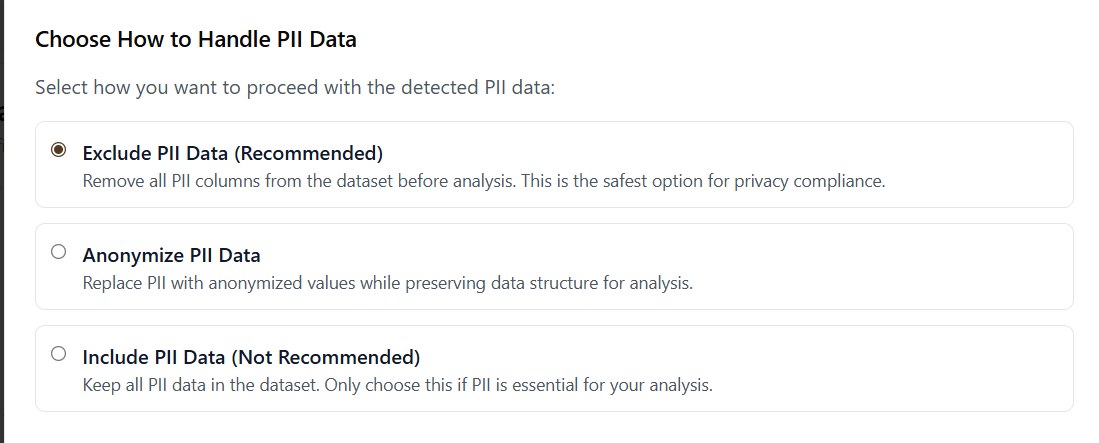 Choose How to Handle PII Data
Select how you want to proceed with the detected PII data:
Exclude PII Data (Recommended)
Remove all PII columns from the dataset before analysis. This is the safest option for privacy compliance.
Anonymize PII Data
Replace PII with anonymized values while preserving data structure for analysis.
Include PII Data (Not Recommended)
Keep all PII data in the dataset. Only choose this if PII is essential for your analysis.